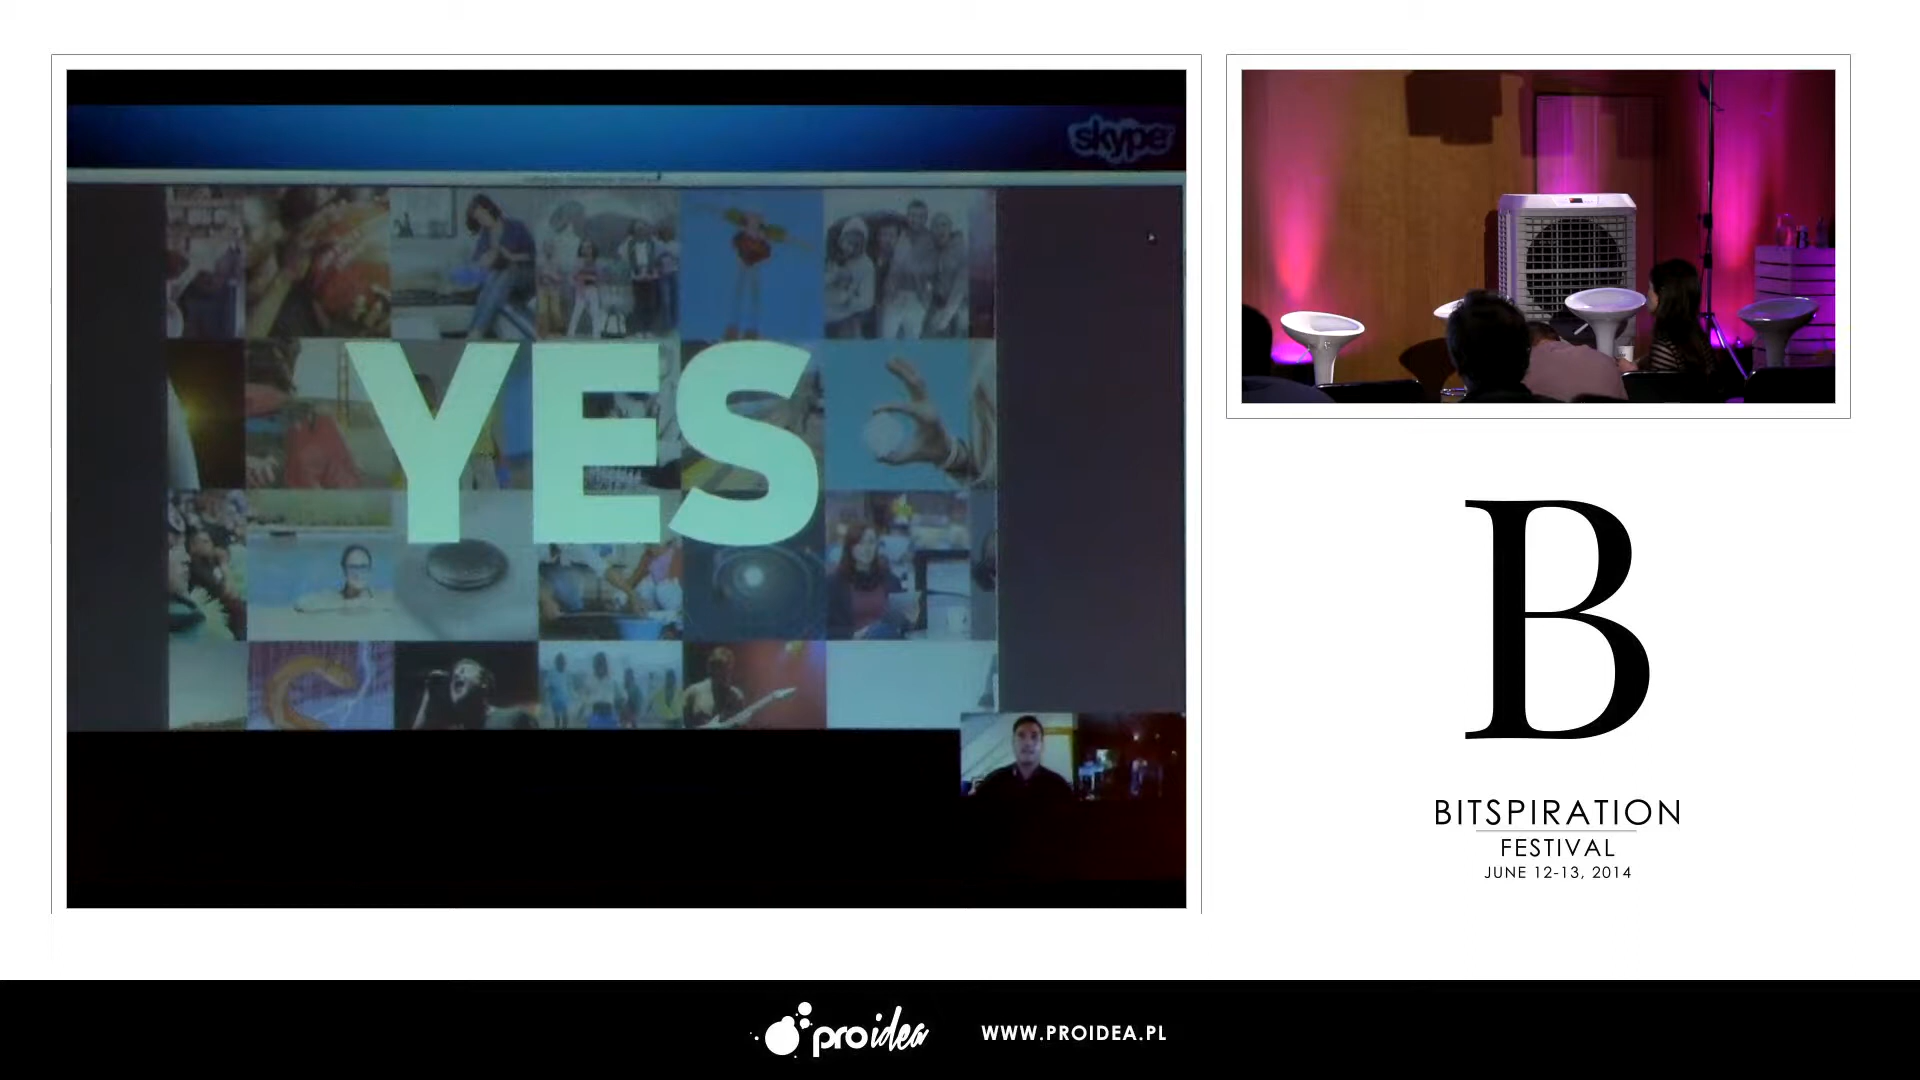 skype
YES
B
BITSPIRATION
FESTIVAL
JUNE 12-13, 2014
proidea
WWW.PROIDEA.PL